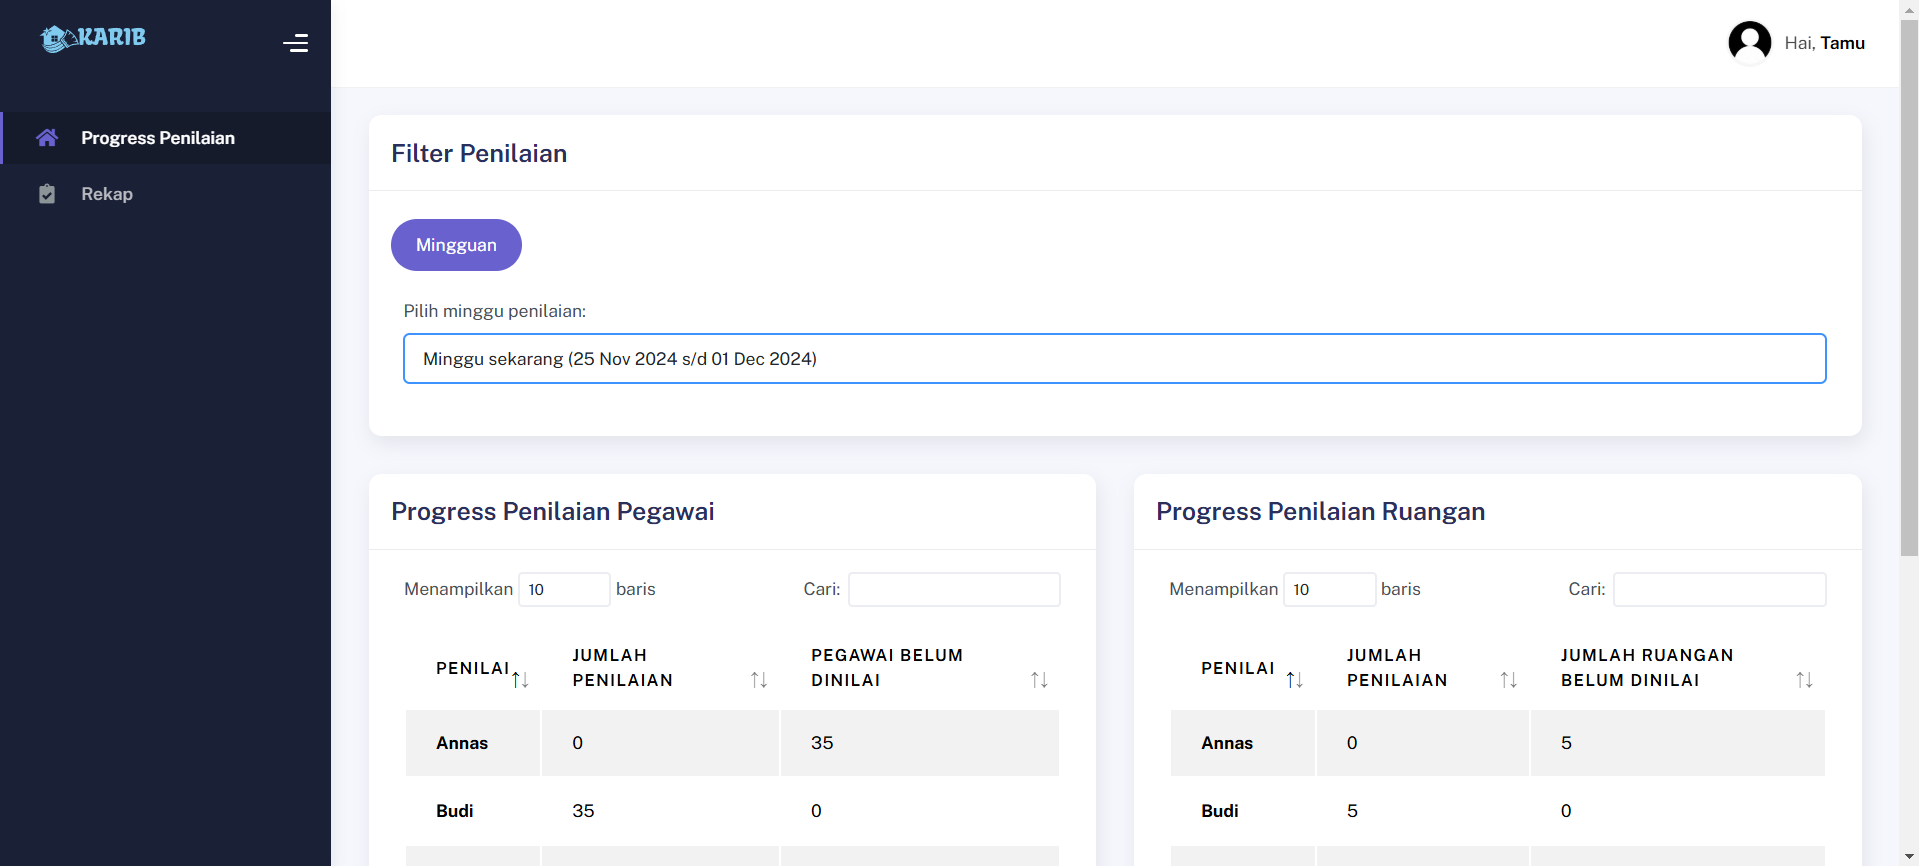 KARIB
Hai, Tamu
Progress Penilaian
Rekap
Filter Penilaian
Mingguan
Pilih minggu penilaian:
Minggu sekarang (25 Nov 2024 s/d 01 Dec 2024)
Progress Penilaian Pegawai
Menampilkan 10 baris Cari:
PENILAI JUMLAH PENILAIAN PEGAWAI BELUM DINILAI
Annas 0 35
Budi 35 0
Progress Penilaian Ruangan
Menampilkan 10 baris Cari:
PENILAI JUMLAH PENILAIAN JUMLAH RUANGAN BELUM DINILAI
Annas 0 5
Budi 5 0